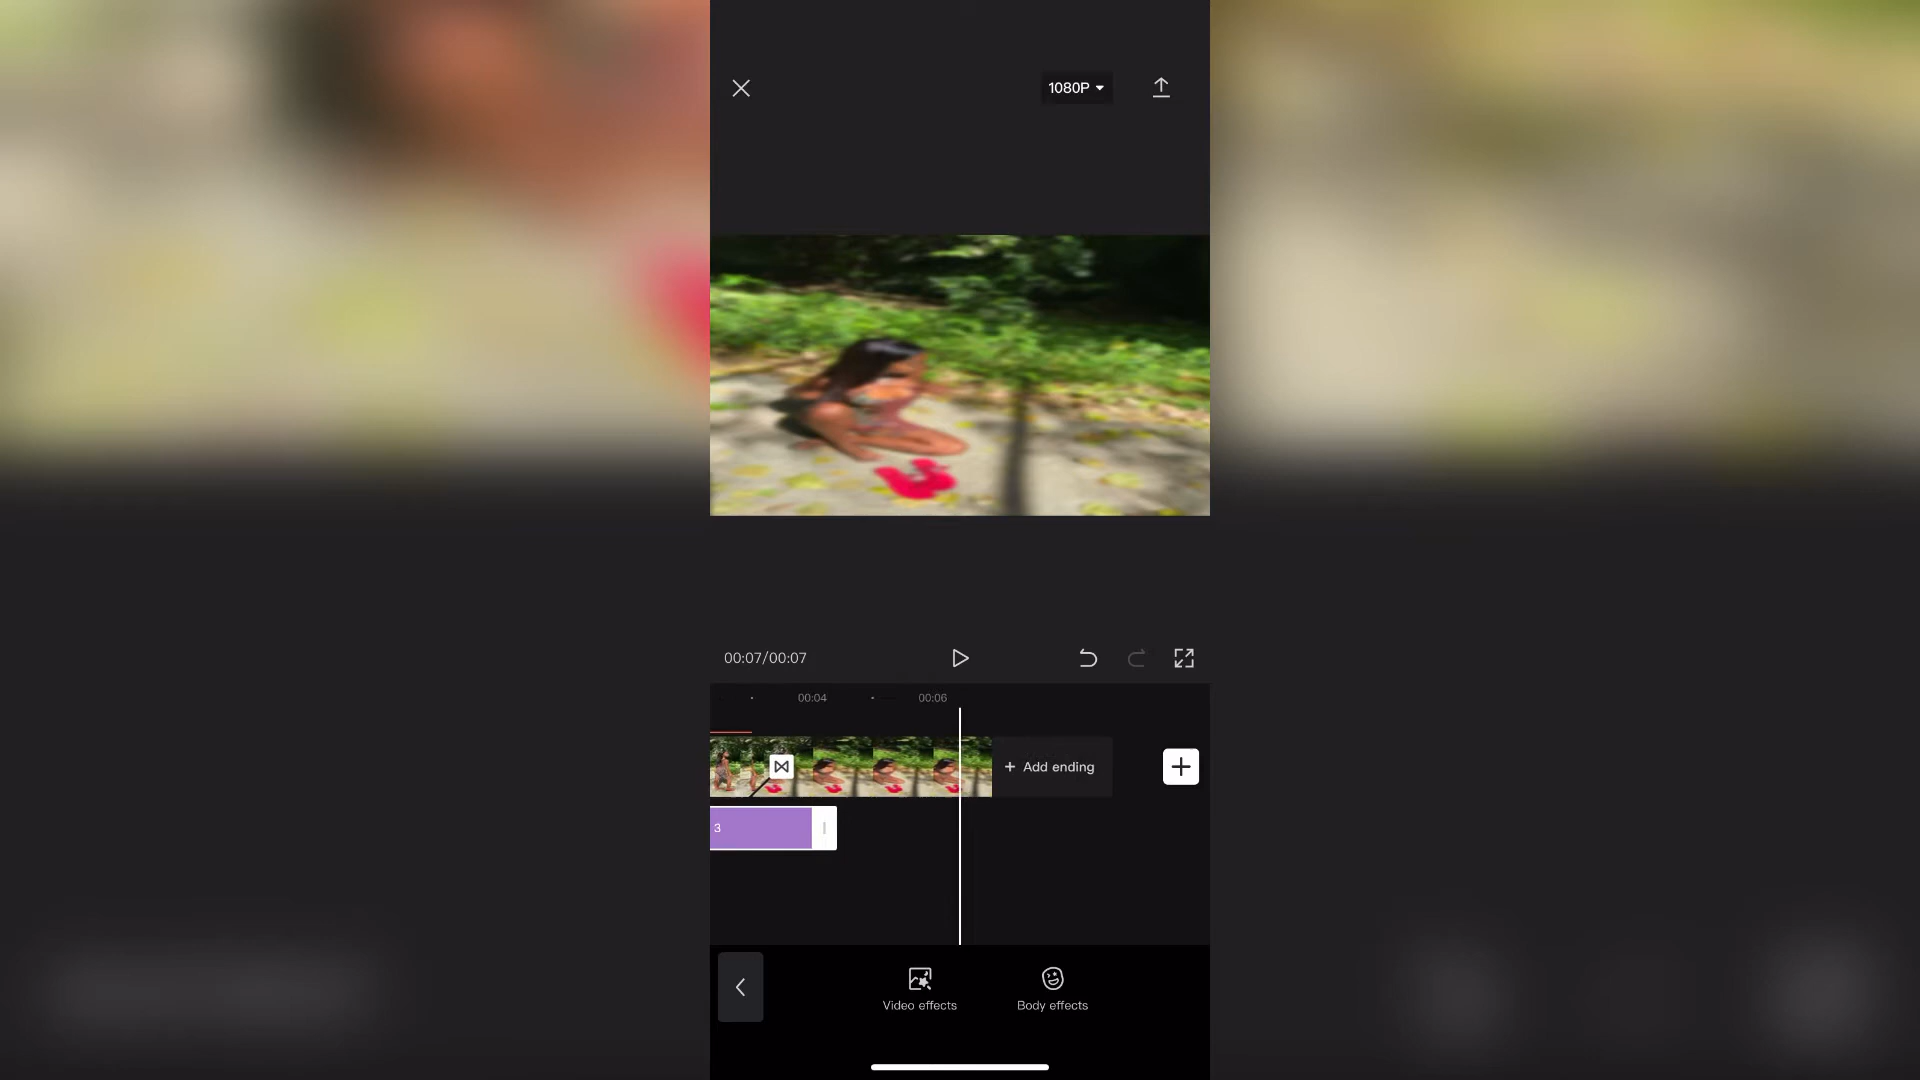 1080P
00:07/00:07
00:04
00:06
+ Add ending
3
Video effects
Body effects